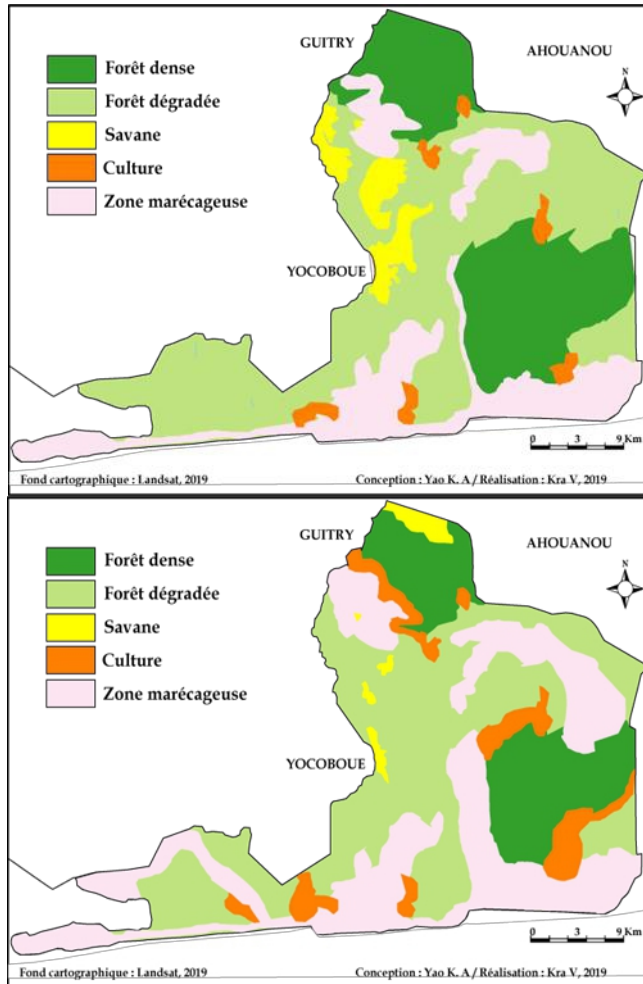 GUITRY
AHOUANOU
N
Forêt dense
Forêt dégradée
Savane
Culture
Zone marécageuse
YOCOBOUE
0 3 9 Km
Fond cartographique : Landsat, 2019
Conception : Yao K. A / Réalisation : Kra V, 2019
GUITRY
AHOUANOU
N
Forêt dense
Forêt dégradée
Savane
Culture
Zone marécageuse
YOCOBOUE
0 3 9 Km
Fond cartographique : Landsat, 2019
Conception : Yao K. A / Réalisation : Kra V, 2019